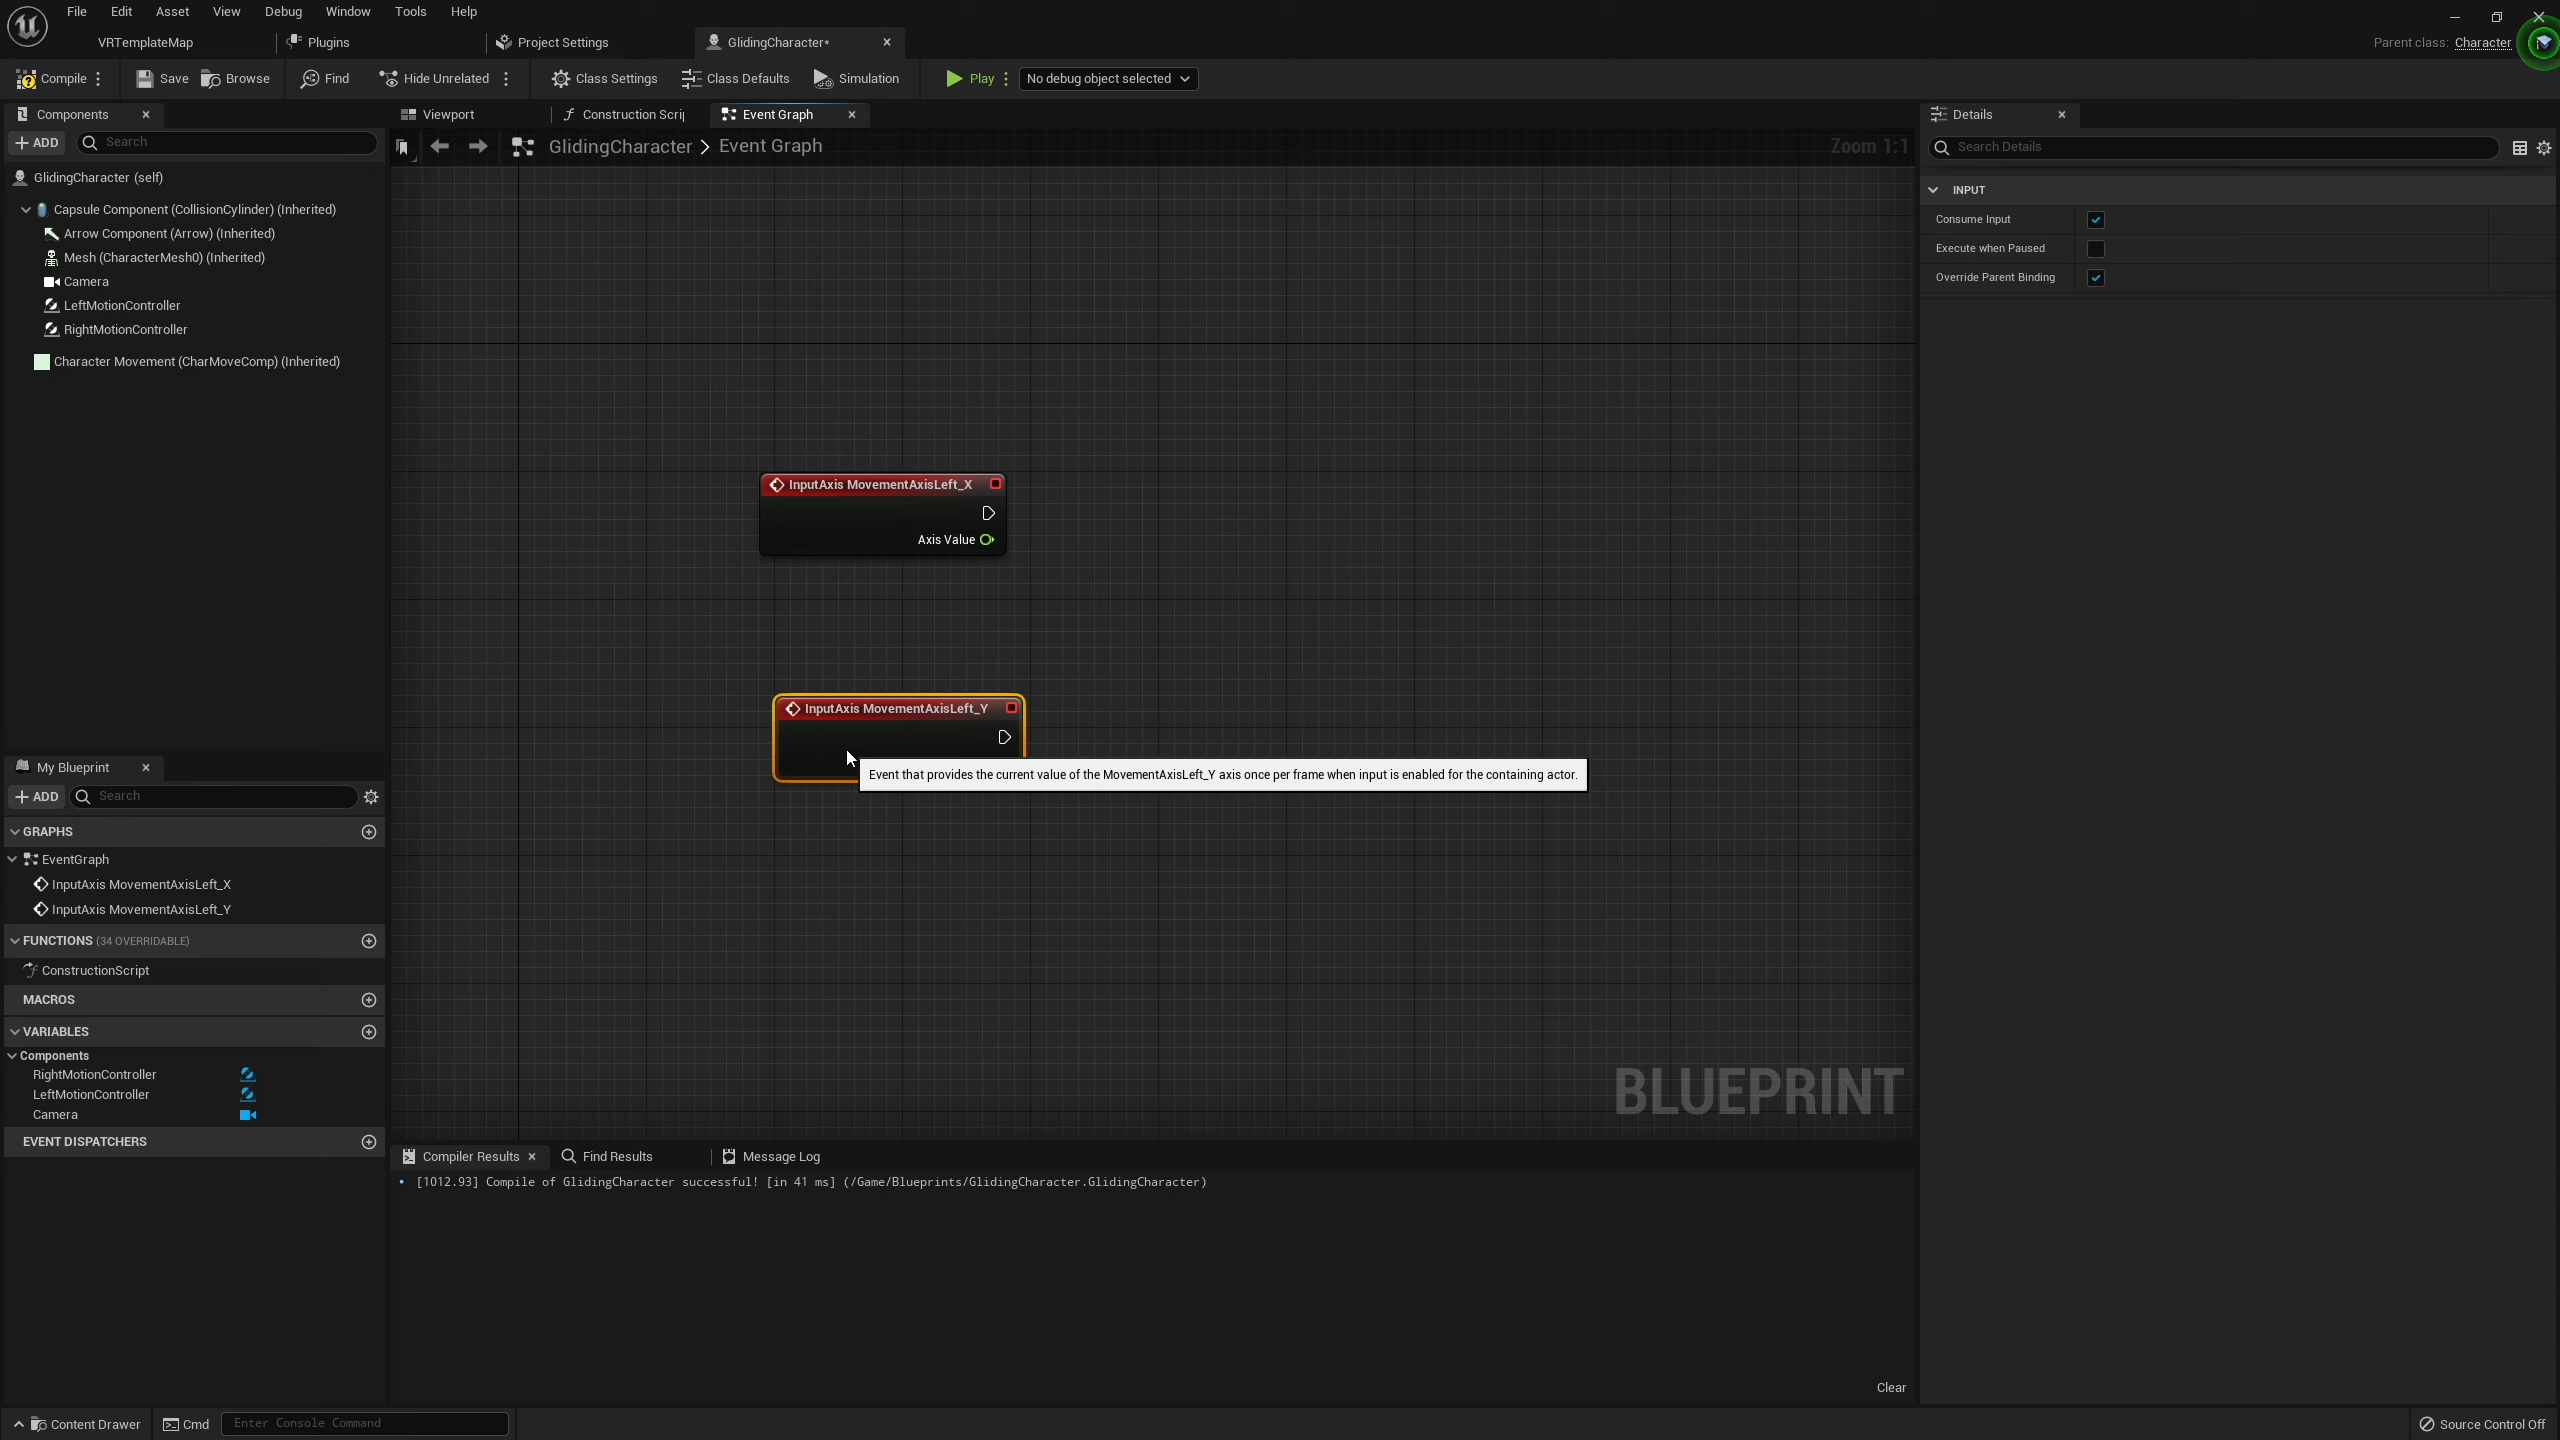 File Edit Asset View Debug Window Tools Help
VRTemplateMap Plugins Project Settings GlidingCharacter*
Parent class: Character
Compile Save Browse Find Hide Unrelated Class Settings Class Defaults Simulation Play No debug object selected
Components
ADD Search
GlidingCharacter (self)
Capsule Component (CollisionCylinder) (Inherited)
Arrow Component (Arrow) (Inherited)
Mesh (CharacterMesh0) (Inherited)
Camera
LeftMotionController
RightMotionController
Character Movement (CharMoveComp) (Inherited)
My Blueprint
ADD Search
GRAPHS
EventGraph
InputAxis MovementAxisLeft_X
InputAxis MovementAxisLeft_Y
FUNCTIONS (34 OVERRIDABLE)
ConstructionScript
MACROS
VARIABLES
Components
RightMotionController
LeftMotionController
Camera
EVENT DISPATCHERS
Viewport Construction Scrip Event Graph
GlidingCharacter > Event Graph
Zoom 1:1
InputAxis MovementAxisLeft_X
Axis Value
InputAxis MovementAxisLeft_Y
Event that provides the current value of the MovementAxisLeft_Y axis once per frame when input is enabled for the containing actor.
BLUEPRINT
Compiler Results Find Results Message Log
[1012.93] Compile of GlidingCharacter successful! [in 41 ms] (/Game/Blueprints/GlidingCharacter.GlidingCharacter)
Clear
Details
Search Details
INPUT
Consume Input
Execute when Paused
Override Parent Binding
Content Drawer Cmd Enter Console Command
Source Control Off